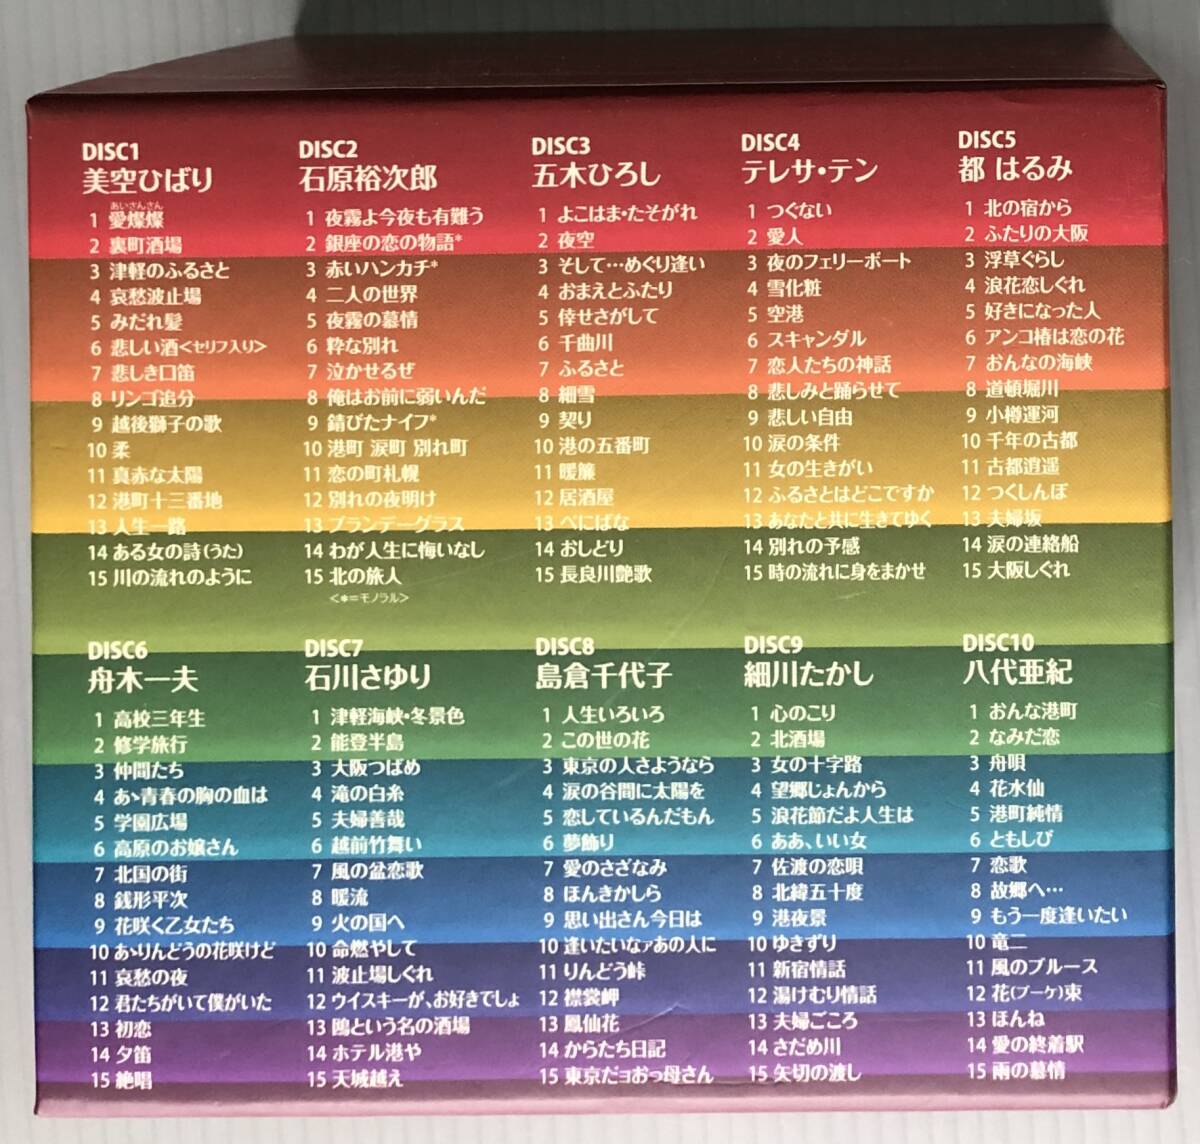 DISC1
美空ひばり
あいさんさん
1 愛燦燦
2 裏町酒場
3 津軽のふるさと
4 哀愁波止場
5 みだれ髪
6 悲しい酒<セリフ入り>
7 悲しき口笛
8 リンゴ追分
9 越後獅子の歌
10 柔
11 真赤な太陽
12 港町十三番地
13 人生一路
14 ある女の詩(うた)
15 川の流れのように
DISC2
石原裕次郎
1 夜霧よ今夜も有難う
2 銀座の恋の物語*
3 赤いハンカチ*
4 二人の世界
5 夜霧の慕情
6 粋な別れ
7 泣かせるぜ
8 俺はお前に弱いんだ
9 錆びたナイフ*
10 港町 涙町 別れ町
11 恋の町札幌
12 別れの夜明け
13 ブランデーグラス
14 わが人生に悔いなし
15 北の旅人
<*=モノラル>
DISC3
五木ひろし
1 よこはま・たそがれ
2 夜空
3 そして…めぐり逢い
4 おまえとふたり
5 倖せさがして
6 千曲川
7 ふるさと
8 細雪
9 契り
10 港の五番町
11 暖簾
12 居酒屋
13 べにばな
14 おしどり
15 長良川艶歌
DISC4
テレサ・テン
1 つぐない
2 愛人
3 夜のフェリーボート
4 雪化粧
5 空港
6 スキャンダル
7 恋人たちの神話
8 悲しみと踊らせて
9 悲しい自由
10 涙の条件
11 女の生きがい
12 ふるさとはどこですか
13 あなたと共に生きてゆく
14 別れの予感
15 時の流れに身をまかせ
DISC5
都 はるみ
1 北の宿から
2 ふたりの大阪
3 浮草ぐらし
4 浪花恋しぐれ
5 好きになった人
6 アンコ椿は恋の花
7 おんなの海峡
8 道頓堀川
9 小樽運河
10 千年の古都
11 古都逍遥
12 つくしんぼ
13 夫婦坂
14 涙の連絡船
15 大阪しぐれ
DISC6
舟木一夫
1 高校三年生
2 修学旅行
3 仲間たち
4 あゝ青春の胸の血は
5 学園広場
6 高原のお嬢さん
7 北国の街
8 銭形平次
9 花咲く乙女たち
10 あゝりんどうの花咲けど
11 哀愁の夜
12 君たちがいて僕がいた
13 初恋
14 夕笛
15 絶唱
DISC7
石川さゆり
1 津軽海峡・冬景色
2 能登半島
3 大阪つばめ
4 滝の白糸
5 夫婦善哉
6 越前竹舞い
7 風の盆恋歌
8 暖流
9 火の国へ
10 命燃やして
11 波止場しぐれ
12 ウイスキーが、お好きでしょ
13 鴎という名の酒場
14 ホテル港や
15 天城越え
DISC8
島倉千代子
1 人生いろいろ
2 この世の花
3 東京の人さようなら
4 涙の谷間に太陽を
5 恋しているんだもん
6 夢飾り
7 愛のさざなみ
8 ほんきかしら
9 思い出さん今日は
10 逢いたいなァあの人に
11 りんどう峠
12 襟裳岬
13 鳳仙花
14 からたち日記
15 東京だョおっ母さん
DISC9
細川たかし
1 心のこり
2 北酒場
3 女の十字路
4 望郷じょんから
5 浪花節だよ人生は
6 ああ、いい女
7 佐渡の恋唄
8 北緯五十度
9 港夜景
10 ゆきずり
11 新宿情話
12 湯けむり情話
13 夫婦ごころ
14 さだめ川
15 矢切の渡し
DISC10
八代亜紀
1 おんな港町
2 なみだ恋
3 舟唄
4 花水仙
5 港町純情
6 ともしび
7 恋歌
8 故郷へ…
9 もう一度逢いたい
10 竜二
11 風のブルース
12 花(ブーケ)束
13 ほんね
14 愛の終着駅
15 雨の慕情